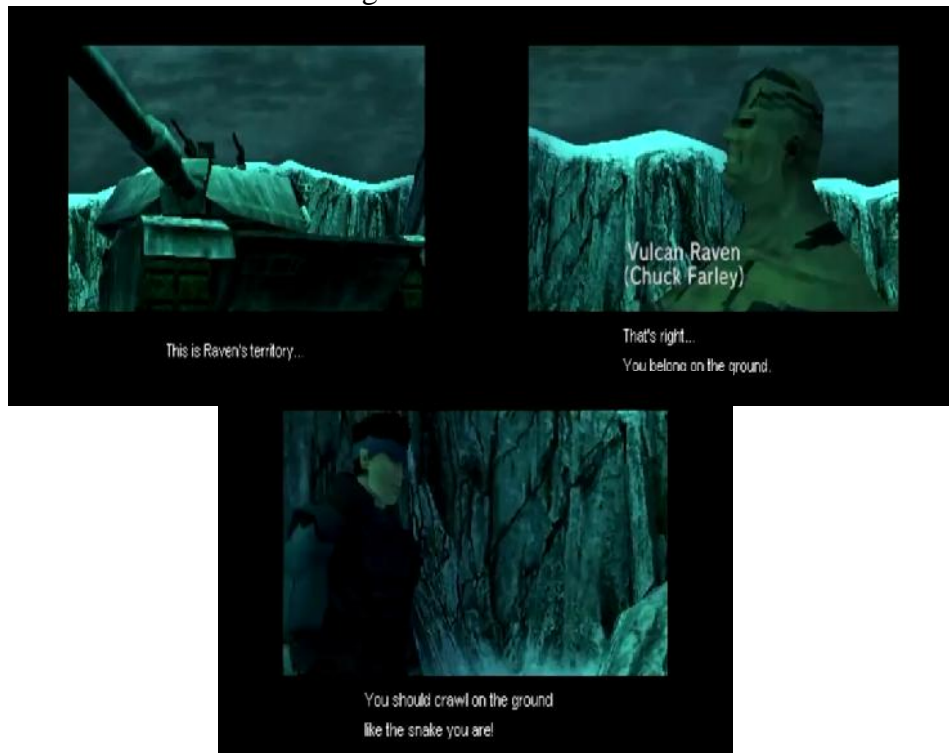 This is Raven's territory...
Vulcan Raven
(Chuck Farley)
That's right...
You belong on the ground.
You should crawl on the ground
like the snake you are!